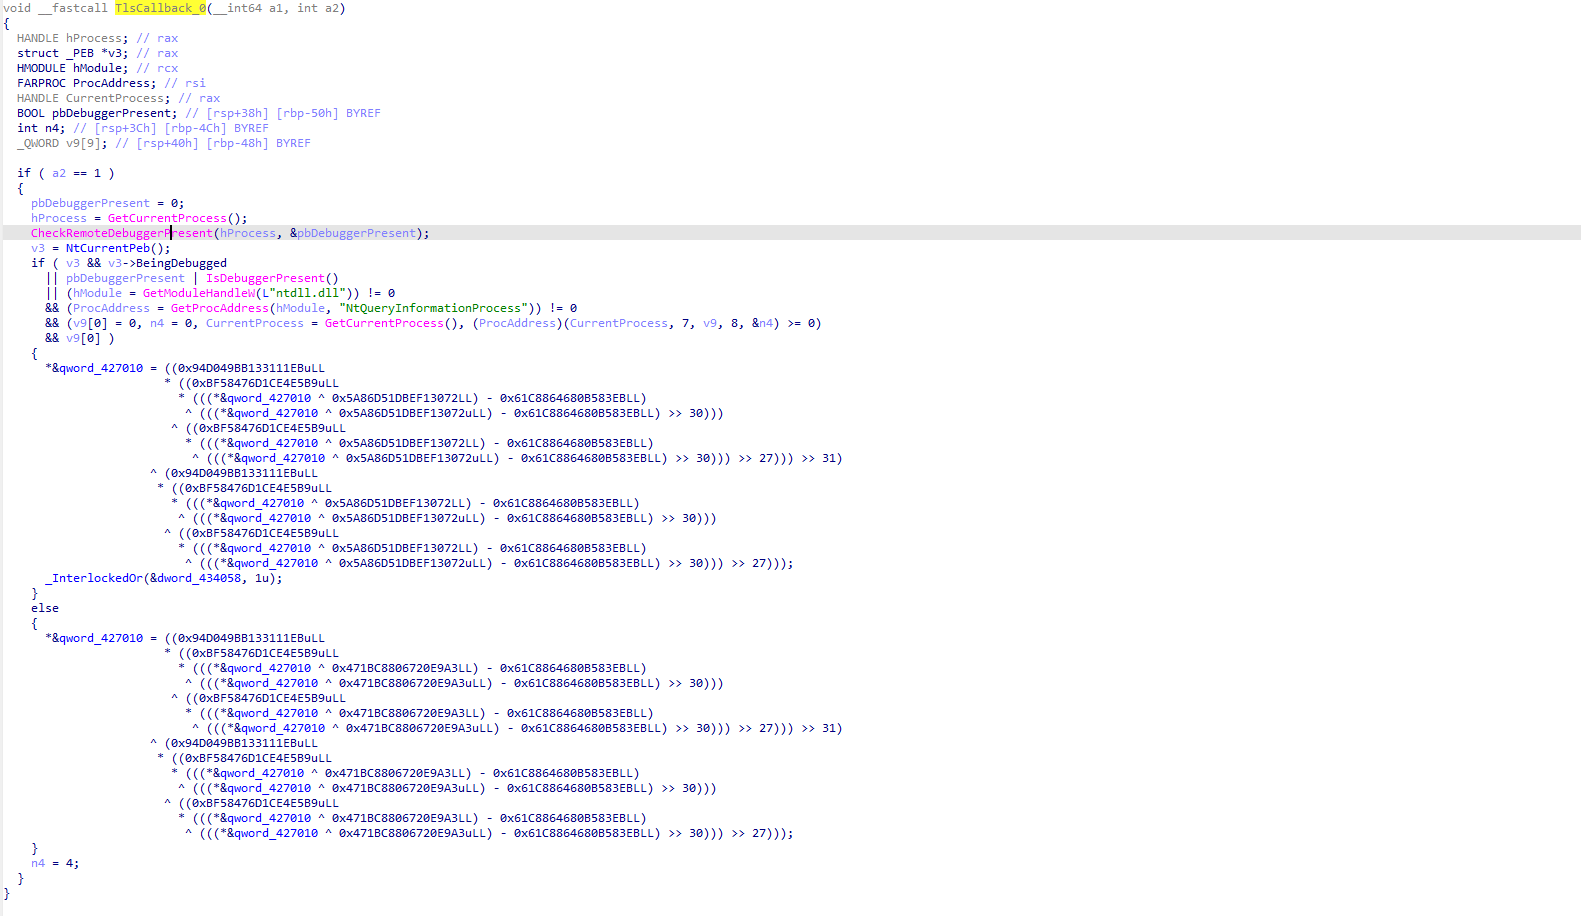 void __fastcall TlsCallback_0(__int64 a1, int a2)
{
  HANDLE hProcess; // rax
  struct _PEB *v3; // rax
  HMODULE hModule; // rcx
  FARPROC ProcAddress; // rsi
  HANDLE CurrentProcess; // rax
  BOOL pbDebuggerPresent; // [rsp+38h] [rbp-50h] BYREF
  int n4; // [rsp+3Ch] [rbp-4Ch] BYREF
  _QWORD v9[9]; // [rsp+40h] [rbp-48h] BYREF

  if ( a2 == 1 )
  {
    pbDebuggerPresent = 0;
    hProcess = GetCurrentProcess();
    CheckRemoteDebuggerPresent(hProcess, &pbDebuggerPresent);
    v3 = NtCurrentPeb();
    if ( v3 && v3->BeingDebugged
      || pbDebuggerPresent | IsDebuggerPresent()
      || (hModule = GetModuleHandleW(L"ntdll.dll")) != 0
      && (ProcAddress = GetProcAddress(hModule, "NtQueryInformationProcess")) != 0
      && (v9[0] = 0, n4 = 0, CurrentProcess = GetCurrentProcess(), (ProcAddress)(CurrentProcess, 7, v9, 8, &n4) >= 0)
      && v9[0] )
    {
      *&qword_427010 = ((0x94D049BB133111EBuLL
                       * ((0xBF58476D1CE4E5B9uLL
                         * (((*&qword_427010 ^ 0x5A86D51DBEF13072LL) - 0x61C8864680B583EBLL)
                          ^ (((*&qword_427010 ^ 0x5A86D51DBEF13072uLL) - 0x61C8864680B583EBLL) >> 30)))
                        ^ ((0xBF58476D1CE4E5B9uLL
                          * (((*&qword_427010 ^ 0x5A86D51DBEF13072LL) - 0x61C8864680B583EBLL)
                           ^ (((*&qword_427010 ^ 0x5A86D51DBEF13072uLL) - 0x61C8864680B583EBLL) >> 30))) >> 27))) >> 31)
                     ^ (0x94D049BB133111EBuLL
                      * ((0xBF58476D1CE4E5B9uLL
                        * (((*&qword_427010 ^ 0x5A86D51DBEF13072LL) - 0x61C8864680B583EBLL)
                         ^ (((*&qword_427010 ^ 0x5A86D51DBEF13072uLL) - 0x61C8864680B583EBLL) >> 30)))
                       ^ ((0xBF58476D1CE4E5B9uLL
                         * (((*&qword_427010 ^ 0x5A86D51DBEF13072LL) - 0x61C8864680B583EBLL)
                          ^ (((*&qword_427010 ^ 0x5A86D51DBEF13072uLL) - 0x61C8864680B583EBLL) >> 30))) >> 27)));
      _InterlockedOr(&dword_434058, 1u);
    }
    else
    {
      *&qword_427010 = ((0x94D049BB133111EBuLL
                       * ((0xBF58476D1CE4E5B9uLL
                         * (((*&qword_427010 ^ 0x471BC8806720E9A3LL) - 0x61C8864680B583EBLL)
                          ^ (((*&qword_427010 ^ 0x471BC8806720E9A3uLL) - 0x61C8864680B583EBLL) >> 30)))
                        ^ ((0xBF58476D1CE4E5B9uLL
                          * (((*&qword_427010 ^ 0x471BC8806720E9A3LL) - 0x61C8864680B583EBLL)
                           ^ (((*&qword_427010 ^ 0x471BC8806720E9A3uLL) - 0x61C8864680B583EBLL) >> 30))) >> 27))) >> 31)
                     ^ (0x94D049BB133111EBuLL
                      * ((0xBF58476D1CE4E5B9uLL
                        * (((*&qword_427010 ^ 0x471BC8806720E9A3LL) - 0x61C8864680B583EBLL)
                         ^ (((*&qword_427010 ^ 0x471BC8806720E9A3uLL) - 0x61C8864680B583EBLL) >> 30)))
                       ^ ((0xBF58476D1CE4E5B9uLL
                         * (((*&qword_427010 ^ 0x471BC8806720E9A3LL) - 0x61C8864680B583EBLL)
                          ^ (((*&qword_427010 ^ 0x471BC8806720E9A3uLL) - 0x61C8864680B583EBLL) >> 30))) >> 27)));
    }
    n4 = 4;
  }
}